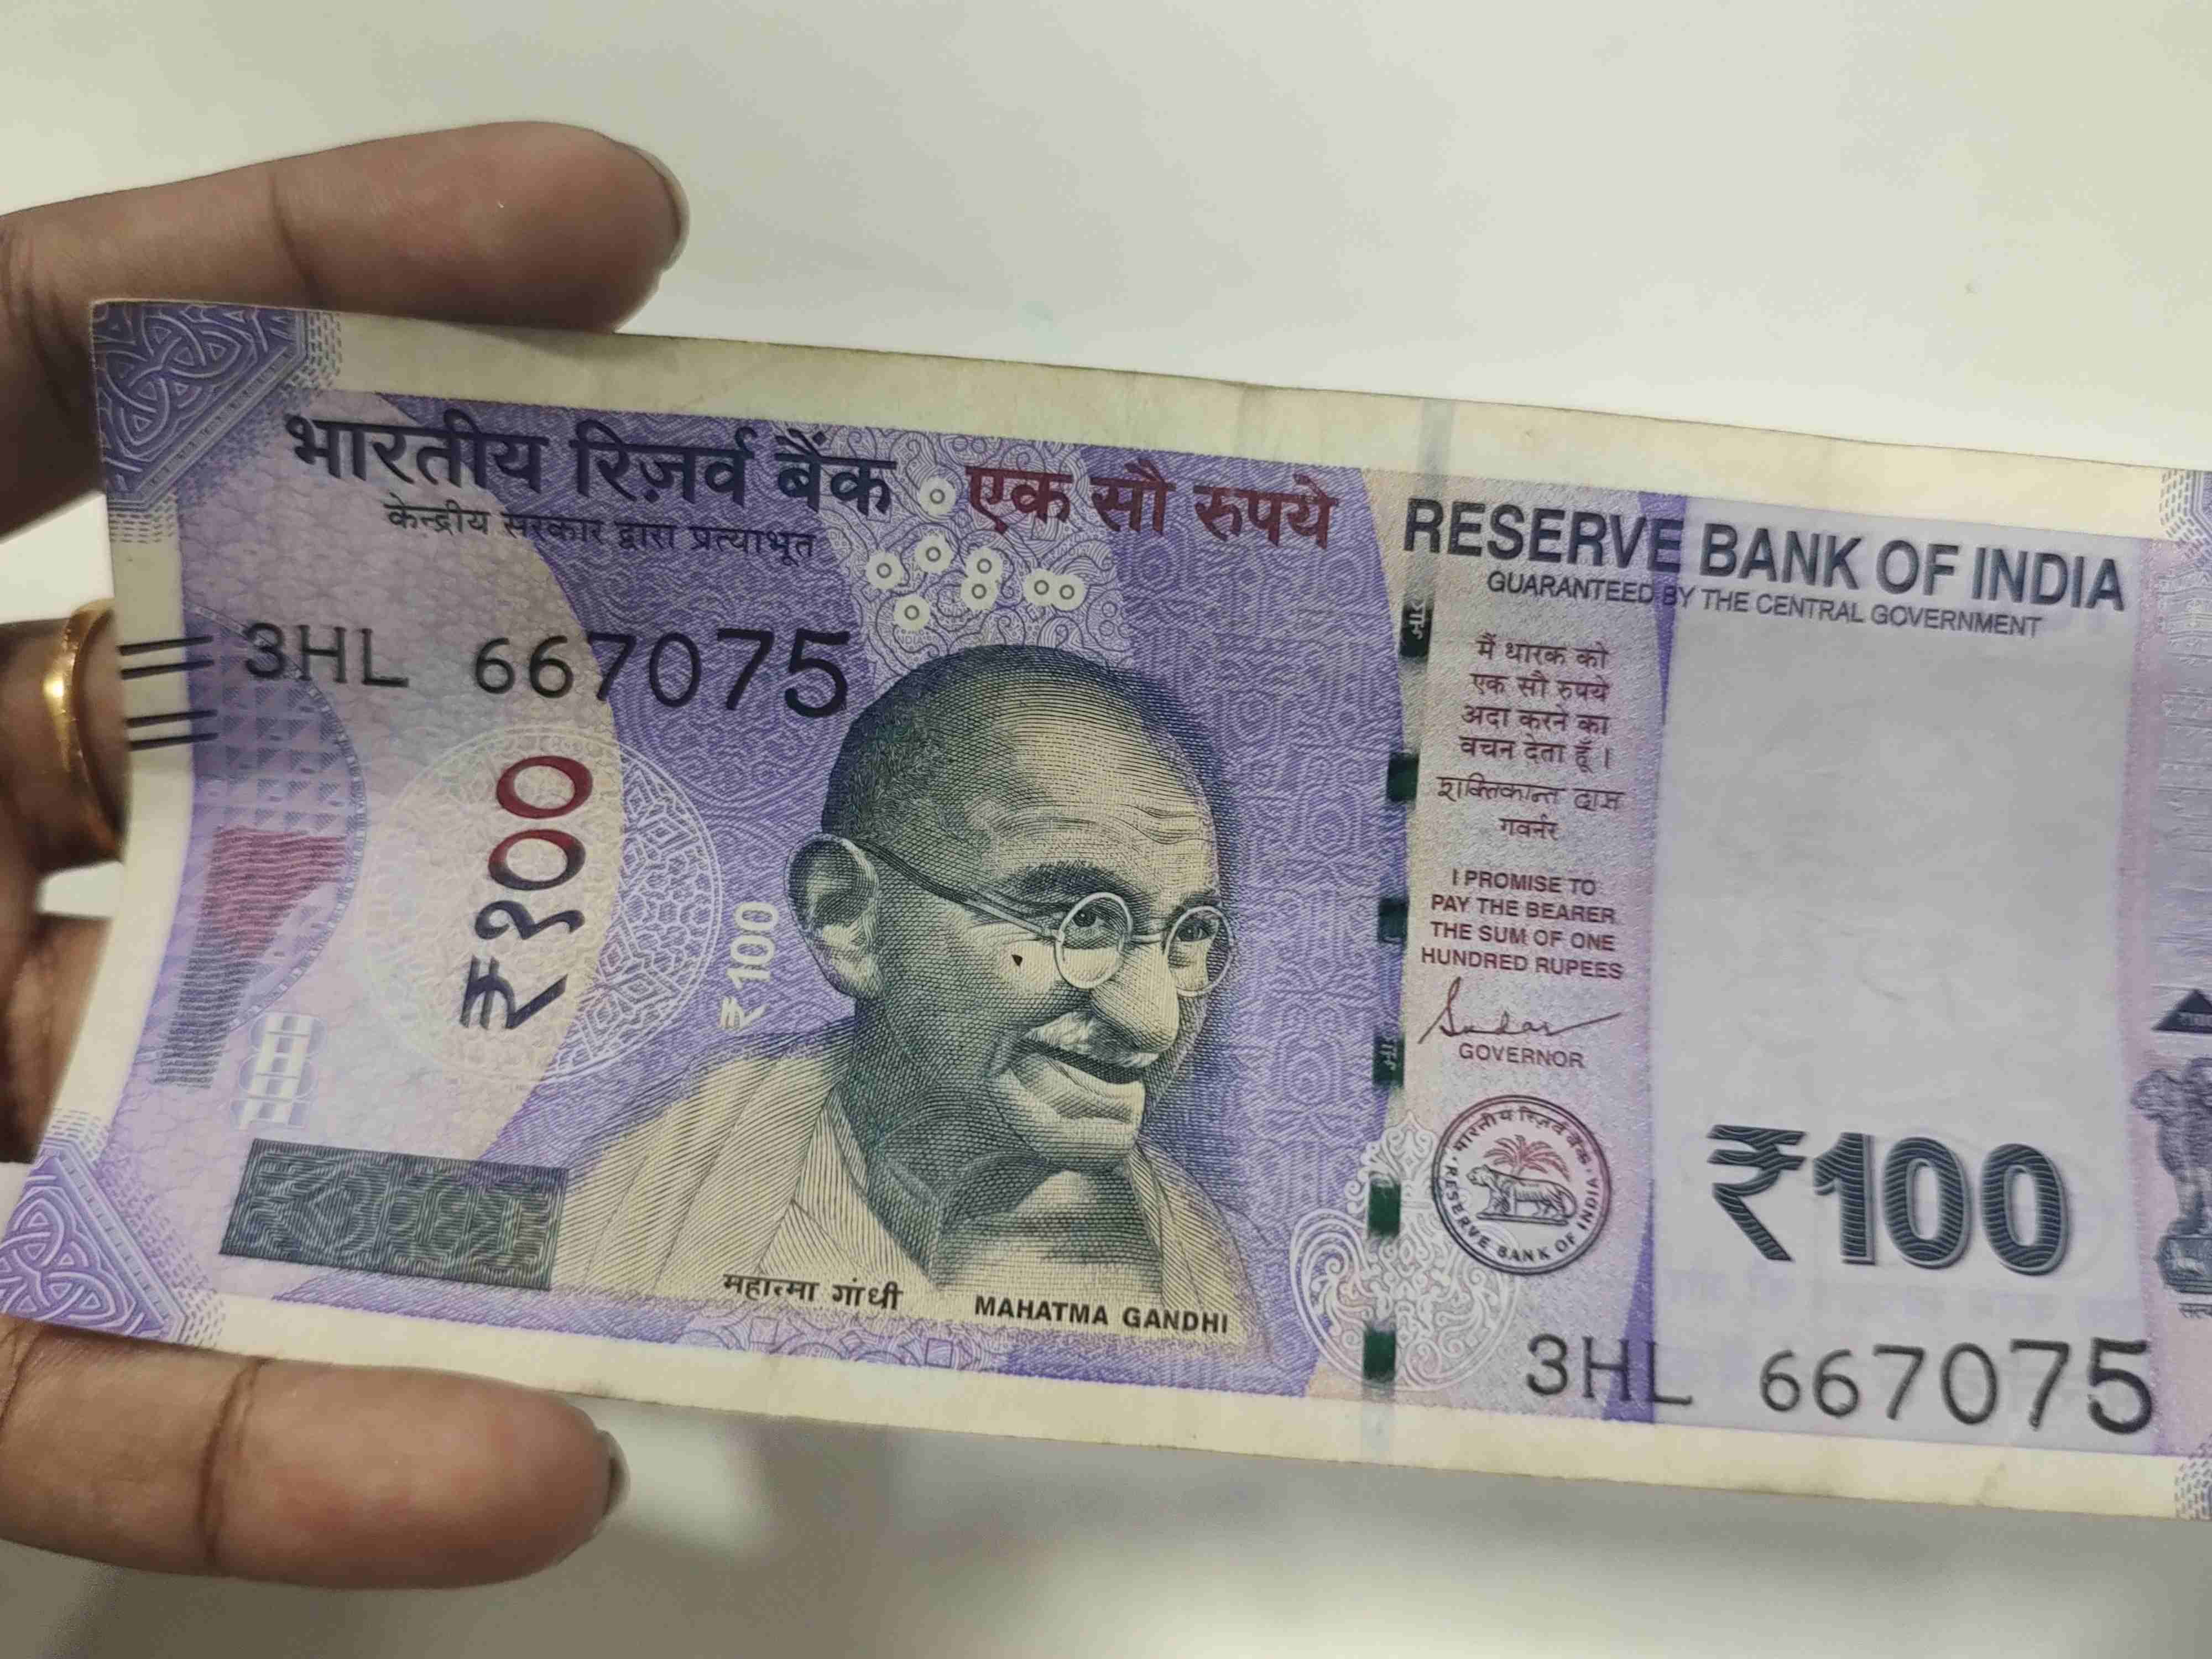 भारतीय रिज़र्व बैंक एक सौ रुपये
केन्द्रीय सरकार द्वारा प्रत्याभूत
3HL 667075
₹१००
₹100
महात्मा गांधी MAHATMA GANDHI
RESERVE BANK OF INDIA
GUARANTEED BY THE CENTRAL GOVERNMENT
मैं धारक को
एक सौ रुपये
अदा करने का
वचन देता हूँ ।
शक्तिकान्त दास
गवर्नर
I PROMISE TO
PAY THE BEARER
THE SUM OF ONE
HUNDRED RUPEES
GOVERNOR
भारतीय रिज़र्व बैंक
RESERVE BANK OF INDIA
₹100
3HL 667075